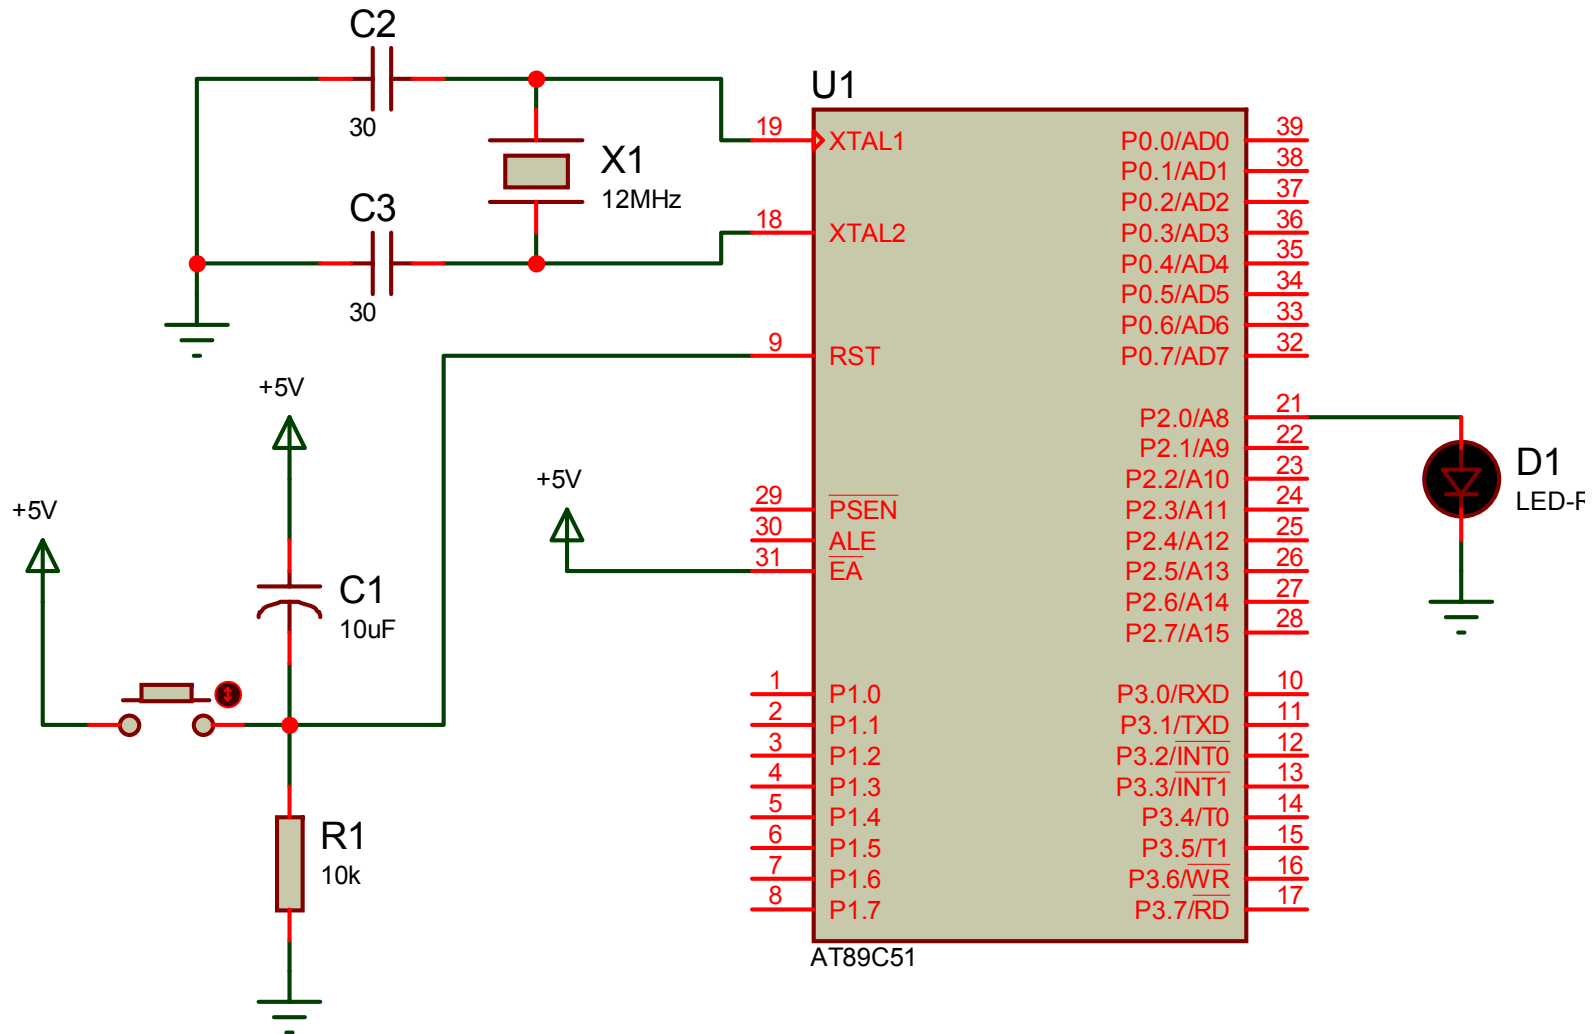 C2
30
X1
12MHz
C3
30
+5V
+5V
+5V
C1
10uF
R1
10k
U1
19
XTAL1
18
XTAL2
9
RST
29
PSEN
30
ALE
31
EA
1
P1.0
2
P1.1
3
P1.2
4
P1.3
5
P1.4
6
P1.5
7
P1.6
8
P1.7
P0.0/AD0
39
P0.1/AD1
38
P0.2/AD2
37
P0.3/AD3
36
P0.4/AD4
35
P0.5/AD5
34
P0.6/AD6
33
P0.7/AD7
32
P2.0/A8
21
P2.1/A9
22
P2.2/A10
23
P2.3/A11
24
P2.4/A12
25
P2.5/A13
26
P2.6/A14
27
P2.7/A15
28
P3.0/RXD
10
P3.1/TXD
11
P3.2/INT0
12
P3.3/INT1
13
P3.4/T0
14
P3.5/T1
15
P3.6/WR
16
P3.7/RD
17
AT89C51
D1
LED-R